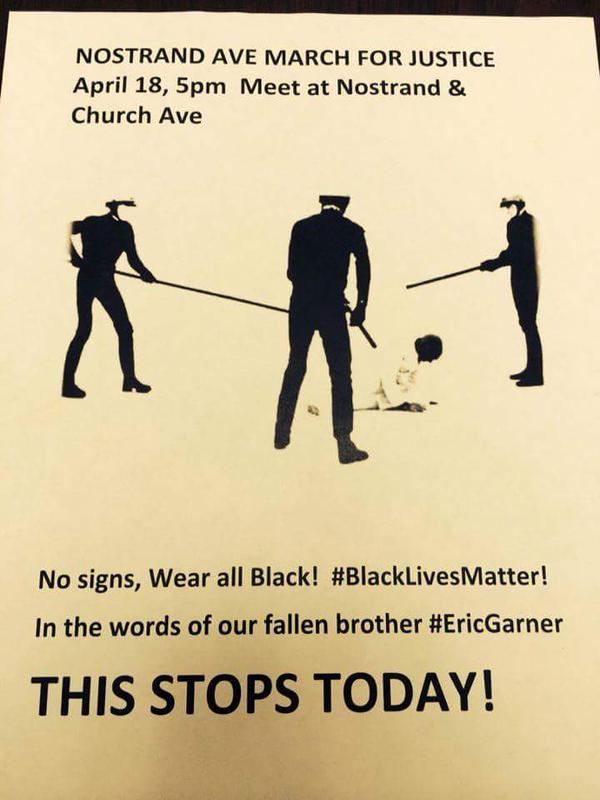 NOSTRAND AVE MARCH FOR JUSTICE
April 18, 5pm  Meet at Nostrand &
Church Ave
No signs, Wear all Black!  #BlackLivesMatter!
In the words of our fallen brother #EricGarner
THIS STOPS TODAY!